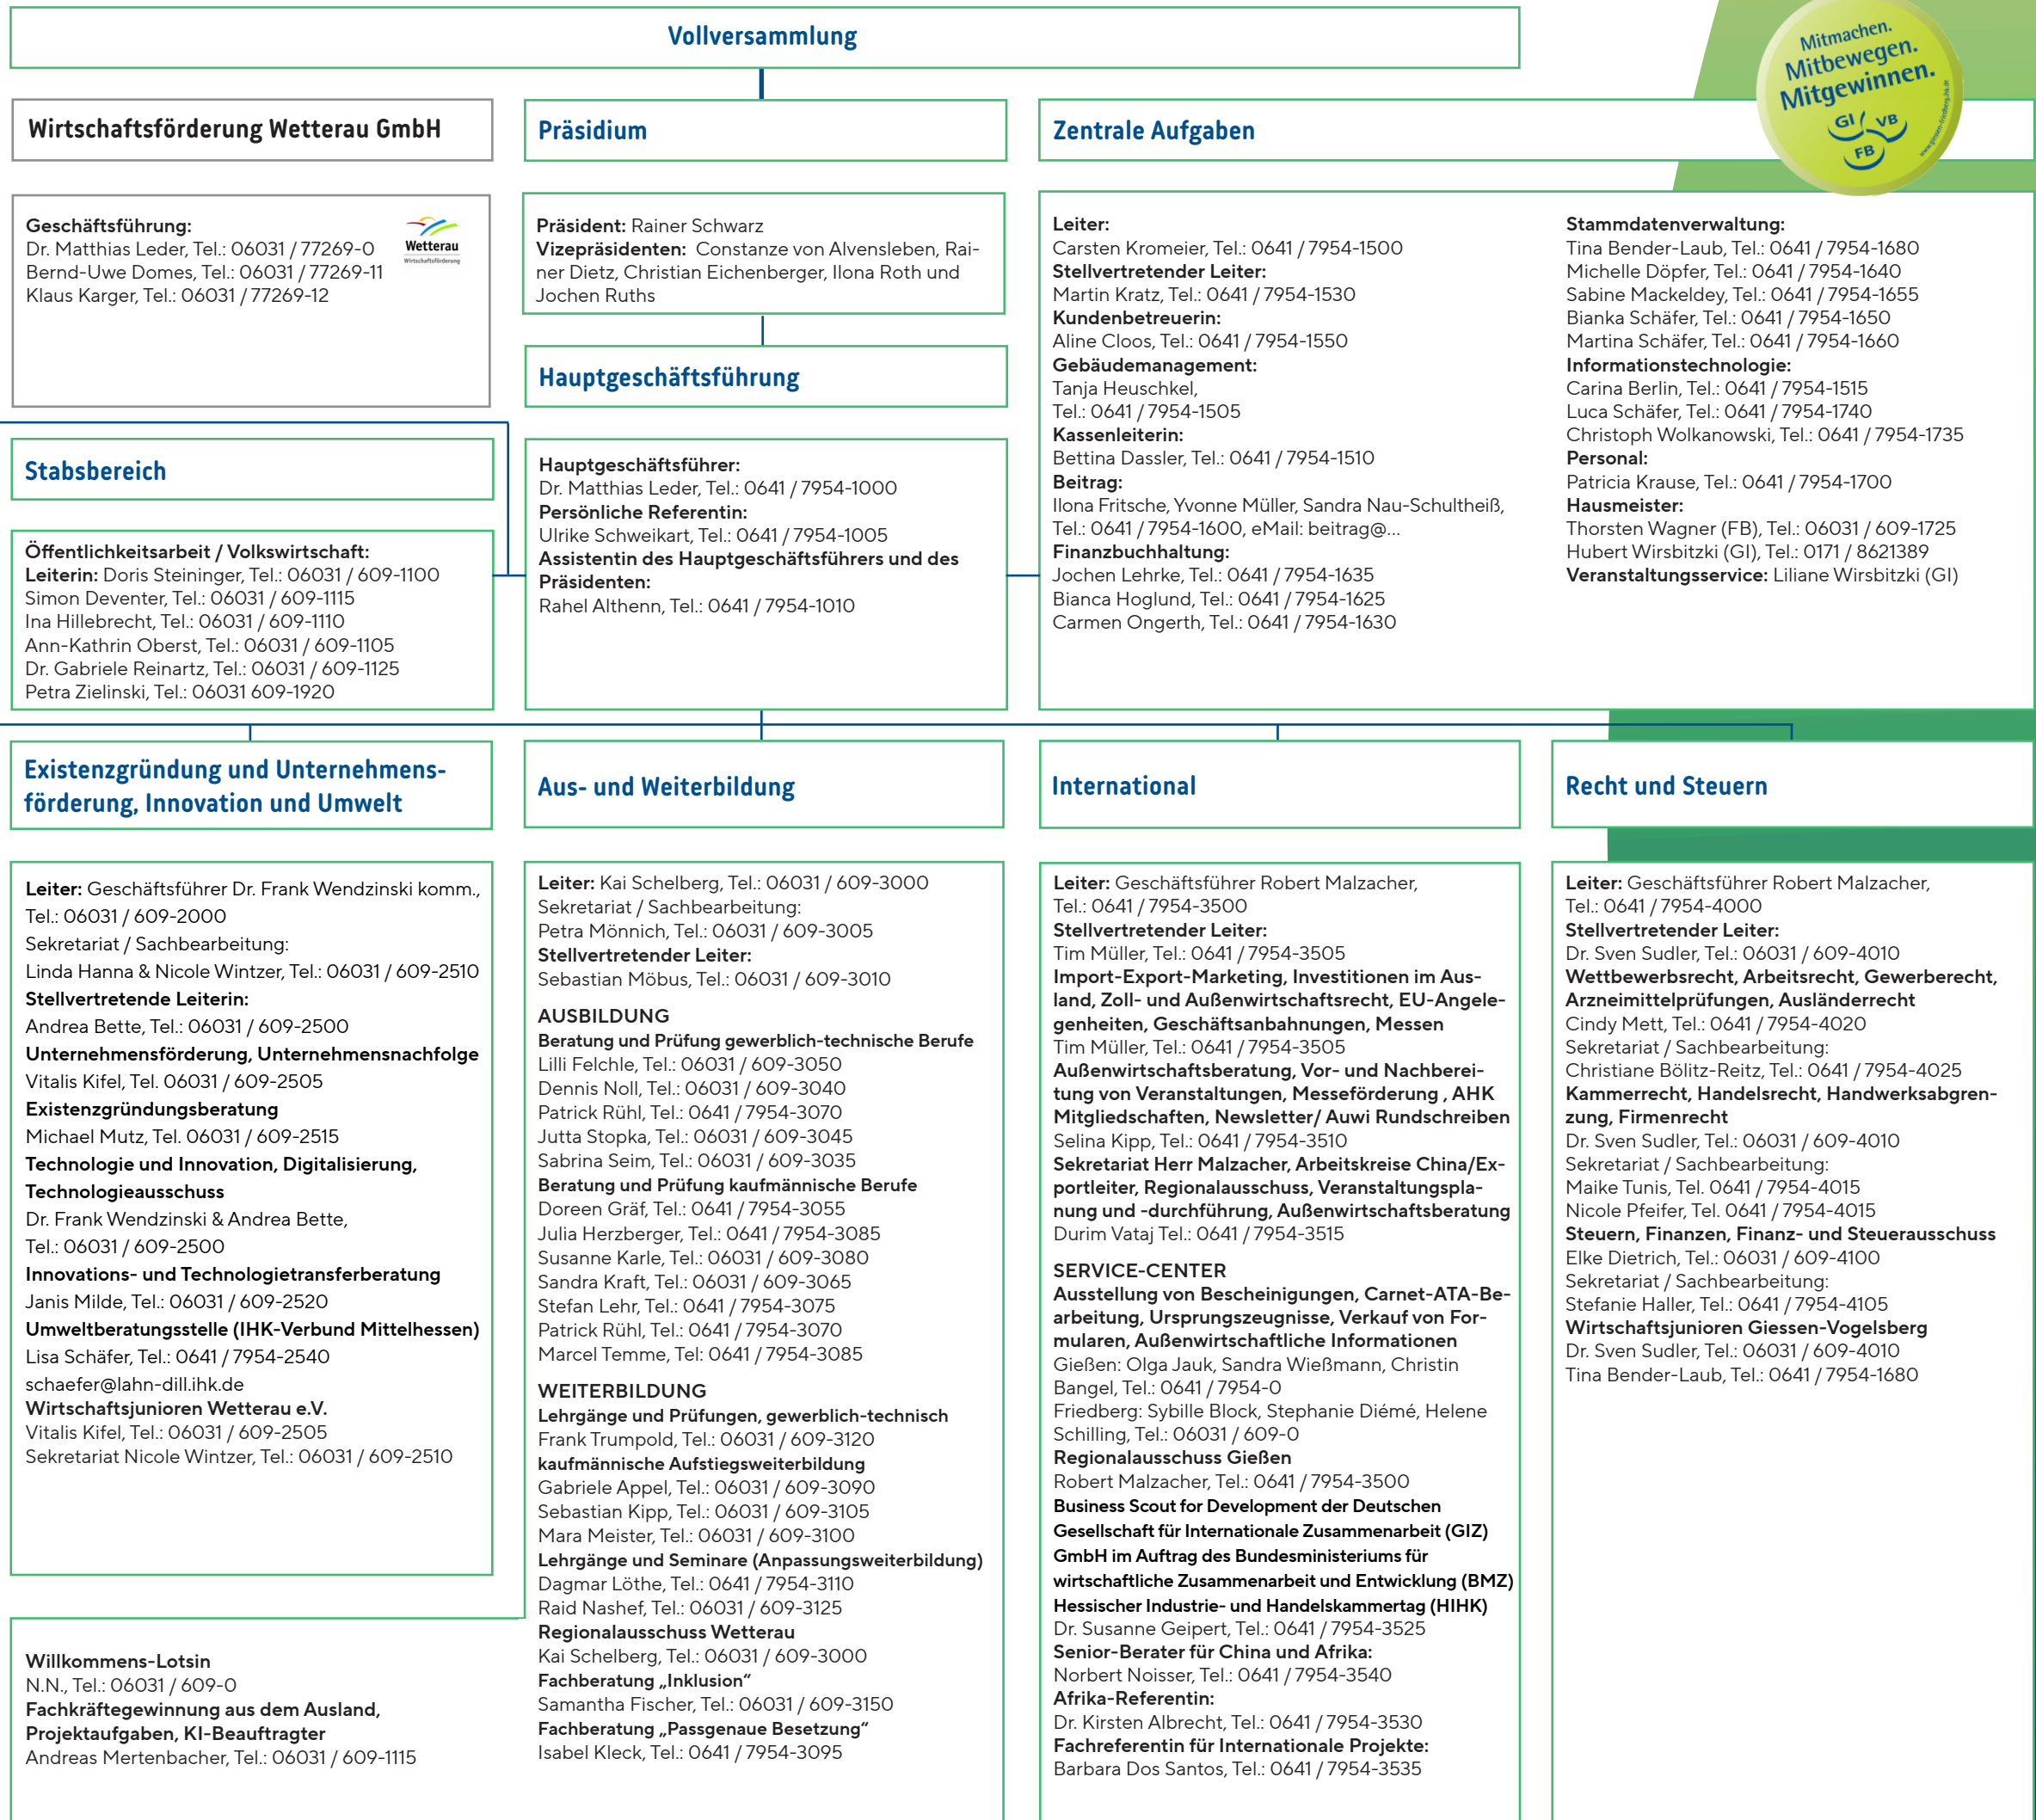 Vollversammlung
Mitmachen.
Mitbewegen.
Mitgewinnen.
GI VB
FB
Wirtschaftsförderung Wetterau GmbH
Geschäftsführung:
Dr. Matthias Leder, Tel.: 06031 / 77269-0
Bernd-Uwe Domes, Tel.: 06031 / 77269-11
Klaus Karger, Tel.: 06031 / 77269-12
Wetterau
Wirtschaftsförderung
Präsidium
Präsident: Rainer Schwarz
Vizepräsidenten: Constanze von Alvensleben, Rai-
ner Dietz, Christian Eichenberger, Ilona Roth und
Jochen Ruths
Hauptgeschäftsführung
Hauptgeschäftsführer:
Dr. Matthias Leder, Tel.: 0641 / 7954-1000
Persönliche Referentin:
Ulrike Schweikart, Tel.: 0641 / 7954-1005
Assistentin des Hauptgeschäftsführers und des
Präsidenten:
Rahel Althenn, Tel.: 0641 / 7954-1010
Zentrale Aufgaben
Leiter:
Carsten Kromeier, Tel.: 0641 / 7954-1500
Stellvertretender Leiter:
Martin Kratz, Tel.: 0641 / 7954-1530
Kundenbetreuerin:
Aline Cloos, Tel.: 0641 / 7954-1550
Gebäudemanagement:
Tanja Heuschkel,
Tel.: 0641 / 7954-1505
Kassenleiterin:
Bettina Dassler, Tel.: 0641 / 7954-1510
Beitrag:
Ilona Fritsche, Yvonne Müller, Sandra Nau-Schultheiß,
Tel.: 0641 / 7954-1600, eMail: beitrag@...
Finanzbuchhaltung:
Jochen Lehrke, Tel.: 0641 / 7954-1635
Bianca Hoglund, Tel.: 0641 / 7954-1625
Carmen Ongerth, Tel.: 0641 / 7954-1630
Stammdatenverwaltung:
Tina Bender-Laub, Tel.: 0641 / 7954-1680
Michelle Döpfer, Tel.: 0641 / 7954-1640
Sabine Mackeldey, Tel.: 0641 / 7954-1655
Bianka Schäfer, Tel.: 0641 / 7954-1650
Martina Schäfer, Tel.: 0641 / 7954-1660
Informationstechnologie:
Carina Berlin, Tel.: 0641 / 7954-1515
Luca Schäfer, Tel.: 0641 / 7954-1740
Christoph Wolkanowski, Tel.: 0641 / 7954-1735
Personal:
Patricia Krause, Tel.: 0641 / 7954-1700
Hausmeister:
Thorsten Wagner (FB), Tel.: 06031 / 609-1725
Hubert Wirsbitzki (GI), Tel.: 0171 / 8621389
Veranstaltungsservice: Liliane Wirsbitzki (GI)
Stabsbereich
Öffentlichkeitsarbeit / Volkswirtschaft:
Leiterin: Doris Steininger, Tel.: 06031 / 609-1100
Simon Deventer, Tel.: 06031 / 609-1115
Ina Hillebrecht, Tel.: 06031 / 609-1110
Ann-Kathrin Oberst, Tel.: 06031 / 609-1105
Dr. Gabriele Reinartz, Tel.: 06031 / 609-1125
Petra Zielinski, Tel.: 06031 609-1920
Existenzgründung und Unternehmens-
förderung, Innovation und Umwelt
Leiter: Geschäftsführer Dr. Frank Wendzinski komm.,
Tel.: 06031 / 609-2000
Sekretariat / Sachbearbeitung:
Linda Hanna & Nicole Wintzer, Tel.: 06031 / 609-2510
Stellvertretende Leiterin:
Andrea Bette, Tel.: 06031 / 609-2500
Unternehmensförderung, Unternehmensnachfolge
Vitalis Kifel, Tel. 06031 / 609-2505
Existenzgründungsberatung
Michael Mutz, Tel. 06031 / 609-2515
Technologie und Innovation, Digitalisierung,
Technologieausschuss
Dr. Frank Wendzinski & Andrea Bette,
Tel.: 06031 / 609-2500
Innovations- und Technologietransferberatung
Janis Milde, Tel.: 06031 / 609-2520
Umweltberatungsstelle (IHK-Verbund Mittelhessen)
Lisa Schäfer, Tel.: 0641 / 7954-2540
schaefer@lahn-dill.ihk.de
Wirtschaftsjunioren Wetterau e.V.
Vitalis Kifel, Tel.: 06031 / 609-2505
Sekretariat Nicole Wintzer, Tel.: 06031 / 609-2510
Willkommens-Lotsin
N.N., Tel.: 06031 / 609-0
Fachkräftegewinnung aus dem Ausland,
Projektaufgaben, KI-Beauftragter
Andreas Mertenbacher, Tel.: 06031 / 609-1115
Aus- und Weiterbildung
Leiter: Kai Schelberg, Tel.: 06031 / 609-3000
Sekretariat / Sachbearbeitung:
Petra Mönnich, Tel.: 06031 / 609-3005
Stellvertretender Leiter:
Sebastian Möbus, Tel.: 06031 / 609-3010
AUSBILDUNG
Beratung und Prüfung gewerblich-technische Berufe
Lilli Felchle, Tel.: 06031 / 609-3050
Dennis Noll, Tel.: 06031 / 609-3040
Patrick Rühl, Tel.: 0641 / 7954-3070
Jutta Stopka, Tel.: 06031 / 609-3045
Sabrina Seim, Tel.: 06031 / 609-3035
Beratung und Prüfung kaufmännische Berufe
Doreen Gräf, Tel.: 0641 / 7954-3055
Julia Herzberger, Tel.: 0641 / 7954-3085
Susanne Karle, Tel.: 06031 / 609-3080
Sandra Kraft, Tel.: 06031 / 609-3065
Stefan Lehr, Tel.: 0641 / 7954-3075
Patrick Rühl, Tel.: 0641 / 7954-3070
Marcel Temme, Tel: 0641 / 7954-3085
WEITERBILDUNG
Lehrgänge und Prüfungen, gewerblich-technisch
Frank Trumpold, Tel.: 06031 / 609-3120
kaufmännische Aufstiegsweiterbildung
Gabriele Appel, Tel.: 06031 / 609-3090
Sebastian Kipp, Tel.: 06031 / 609-3105
Mara Meister, Tel.: 06031 / 609-3100
Lehrgänge und Seminare (Anpassungsweiterbildung)
Dagmar Löthe, Tel.: 0641 / 7954-3110
Raid Nashef, Tel.: 06031 / 609-3125
Regionalausschuss Wetterau
Kai Schelberg, Tel.: 06031 / 609-3000
Fachberatung „Inklusion“
Samantha Fischer, Tel.: 06031 / 609-3150
Fachberatung „Passgenaue Besetzung“
Isabel Kleck, Tel.: 0641 / 7954-3095
International
Leiter: Geschäftsführer Robert Malzacher,
Tel.: 0641 / 7954-3500
Stellvertretender Leiter:
Tim Müller, Tel.: 0641 / 7954-3505
Import-Export-Marketing, Investitionen im Aus-
land, Zoll- und Außenwirtschaftsrecht, EU-Angele-
genheiten, Geschäftsanbahnungen, Messen
Tim Müller, Tel.: 0641 / 7954-3505
Außenwirtschaftsberatung, Vor- und Nachberei-
tung von Veranstaltungen, Messeförderung , AHK
Mitgliedschaften, Newsletter/ Auwi Rundschreiben
Selina Kipp, Tel.: 0641 / 7954-3510
Sekretariat Herr Malzacher, Arbeitskreise China/Ex-
portleiter, Regionalausschuss, Veranstaltungspla-
nung und -durchführung, Außenwirtschaftsberatung
Durim Vataj Tel.: 0641 / 7954-3515
SERVICE-CENTER
Ausstellung von Bescheinigungen, Carnet-ATA-Be-
arbeitung, Ursprungszeugnisse, Verkauf von For-
mularen, Außenwirtschaftliche Informationen
Gießen: Olga Jauk, Sandra Wießmann, Christin
Bangel, Tel.: 0641 / 7954-0
Friedberg: Sybille Block, Stephanie Diémé, Helene
Schilling, Tel.: 06031 / 609-0
Regionalausschuss Gießen
Robert Malzacher, Tel.: 0641 / 7954-3500
Business Scout for Development der Deutschen
Gesellschaft für Internationale Zusammenarbeit (GIZ)
GmbH im Auftrag des Bundesministeriums für
wirtschaftliche Zusammenarbeit und Entwicklung (BMZ)
Hessischer Industrie- und Handelskammertag (HIHK)
Dr. Susanne Geipert, Tel.: 0641 / 7954-3525
Senior-Berater für China und Afrika:
Norbert Noisser, Tel.: 0641 / 7954-3540
Afrika-Referentin:
Dr. Kirsten Albrecht, Tel.: 0641 / 7954-3530
Fachreferentin für Internationale Projekte:
Barbara Dos Santos, Tel.: 0641 / 7954-3535
Recht und Steuern
Leiter: Geschäftsführer Robert Malzacher,
Tel.: 0641 / 7954-4000
Stellvertretender Leiter:
Dr. Sven Sudler, Tel.: 06031 / 609-4010
Wettbewerbsrecht, Arbeitsrecht, Gewerberecht,
Arzneimittelprüfungen, Ausländerrecht
Cindy Mett, Tel.: 0641 / 7954-4020
Sekretariat / Sachbearbeitung:
Christiane Bölitz-Reitz, Tel.: 0641 / 7954-4025
Kammerrecht, Handelsrecht, Handwerksabgren-
zung, Firmenrecht
Dr. Sven Sudler, Tel.: 06031 / 609-4010
Sekretariat / Sachbearbeitung:
Maike Tunis, Tel. 0641 / 7954-4015
Nicole Pfeifer, Tel. 0641 / 7954-4015
Steuern, Finanzen, Finanz- und Steuerausschuss
Elke Dietrich, Tel.: 06031 / 609-4100
Sekretariat / Sachbearbeitung:
Stefanie Haller, Tel.: 0641 / 7954-4105
Wirtschaftsjunioren Giessen-Vogelsberg
Dr. Sven Sudler, Tel.: 06031 / 609-4010
Tina Bender-Laub, Tel.: 0641 / 7954-1680